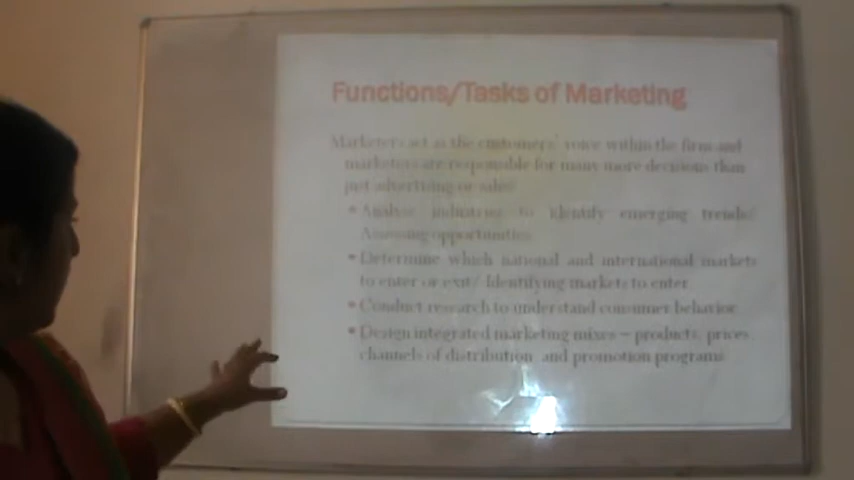 Functions/Tasks of Marketing
Marketers act as the customers' voice within the firm and
marketers are responsible for many more decisions than
just advertising or sales
• Analyse industries to identify emerging trends/
Assessing opportunities
• Determine which national and international markets
to enter or exit/ Identifying markets to enter
• Conduct research to understand consumer behavior
• Design integrated marketing mixes – products, prices,
channels of distribution and promotion programs